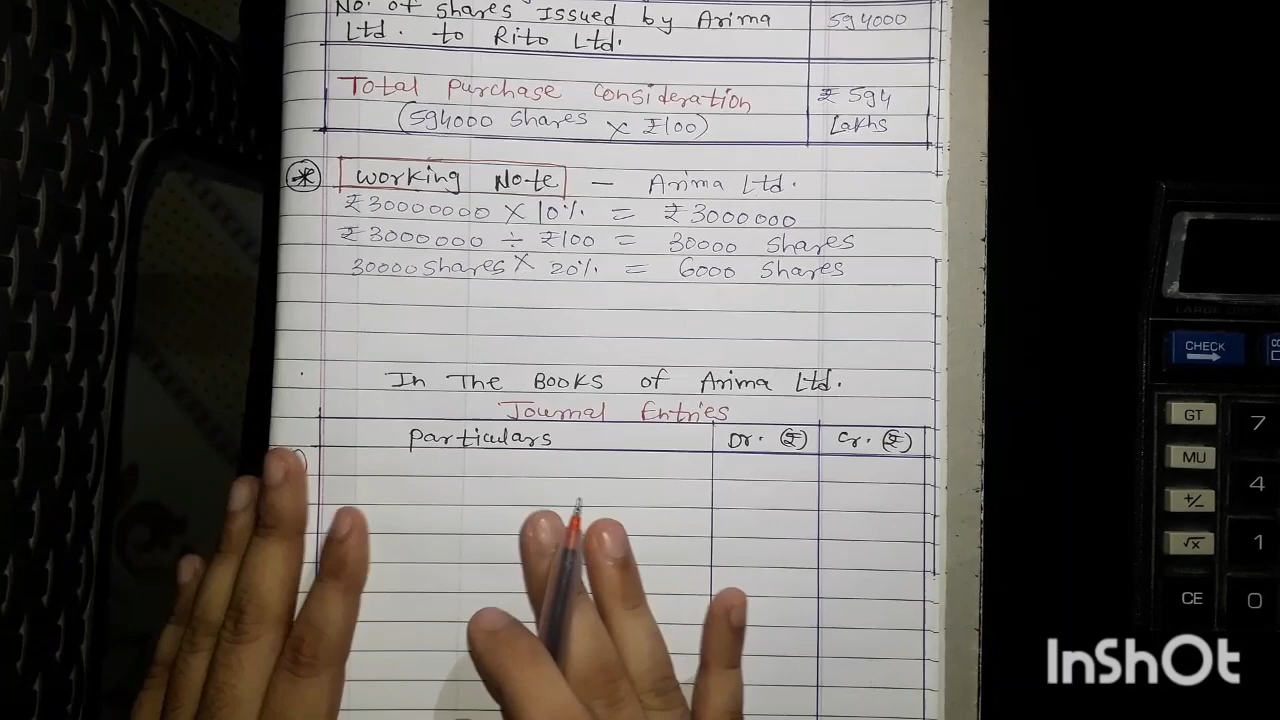 No. of shares Issued by Arima
Ltd. to Rito Ltd.
594000
Total Purchase Consideration
(594000 Shares × ₹100)
₹ 594
Lakhs
* Working Note - Arima Ltd.
₹30000000 × 10% = ₹3000000
₹3000000 ÷ ₹100 = 30000 Shares
30000 Shares × 20% = 6000 Shares
In The Books of Arima Ltd.
Journal Entries
Particulars Dr. (₹) Cr. (₹)
CHECK
GT 7
MU 4
+/-
√x 1
CE 0
InShOt